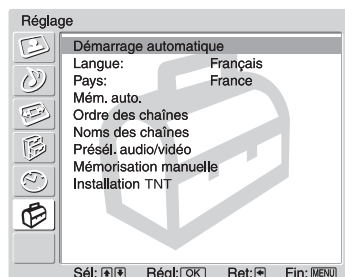 Réglage
Démarrage automatique
Langue: Français
Pays: France
Mém. auto.
Ordre des chaînes
Noms des chaînes
Présél. audio/vidéo
Mémorisation manuelle
Installation TNT
Sél: Régl: OK Ret: Fin: MENU